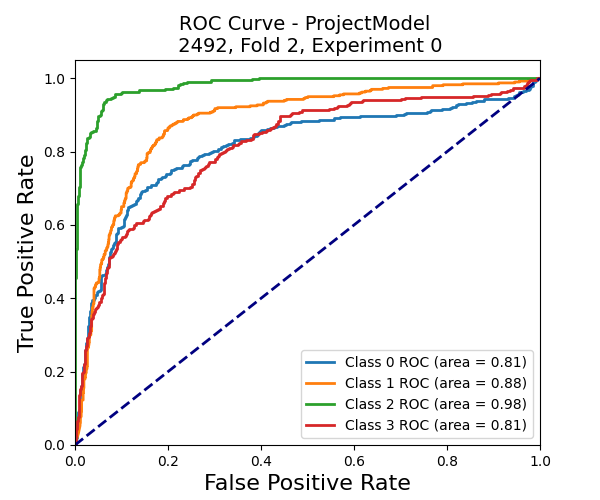 ROC Curve - ProjectModel
2492, Fold 2, Experiment 0
True Positive Rate
1.0
0.8
0.6
0.4
0.2
0.0
Class 0 ROC (area = 0.81)
Class 1 ROC (area = 0.88)
Class 2 ROC (area = 0.98)
Class 3 ROC (area = 0.81)
0.0 0.2 0.4 0.6 0.8 1.0
False Positive Rate